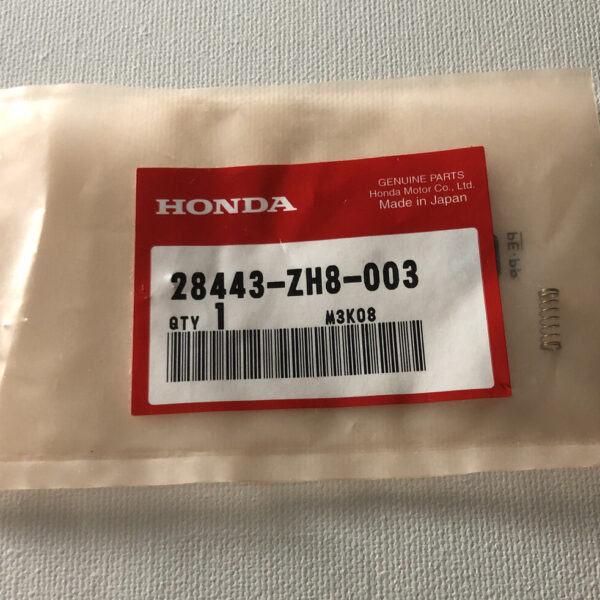 HONDA
GENUINE PARTS
Honda Motor Co., Ltd.
Made in Japan
28443-ZH8-003
QTY 1 M3K08